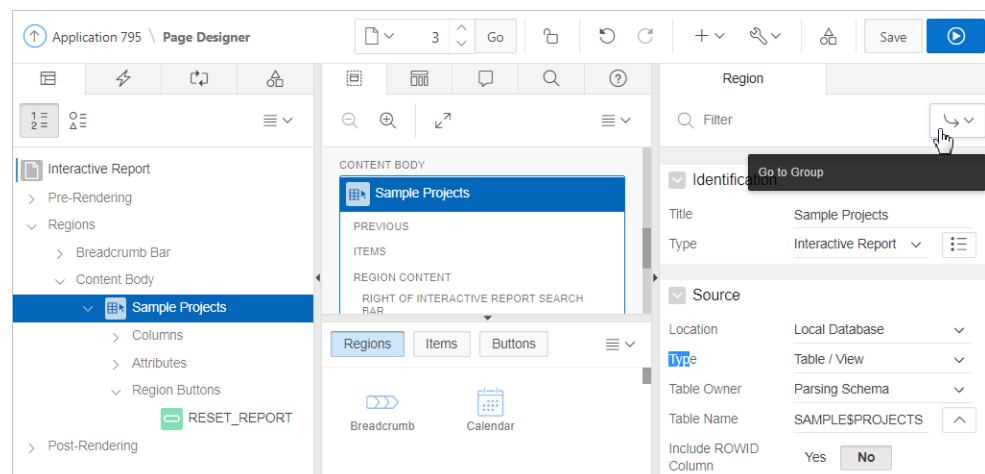 Application 795 \ Page Designer
3
Go
Save
Region
1 =
2 =
Filter
Go to Group
Interactive Report
Pre-Rendering
Regions
Breadcrumb Bar
Content Body
Sample Projects
Columns
Attributes
Region Buttons
RESET_REPORT
Post-Rendering
CONTENT BODY
Sample Projects
PREVIOUS
ITEMS
REGION CONTENT
RIGHT OF INTERACTIVE REPORT SEARCH
BAR
Regions
Items
Buttons
Breadcrumb
Calendar
Identification
Title
Sample Projects
Type
Interactive Report
Source
Location
Local Database
Type
Table / View
Table Owner
Parsing Schema
Table Name
SAMPLE$PROJECTS
Include ROWID
Column
Yes
No